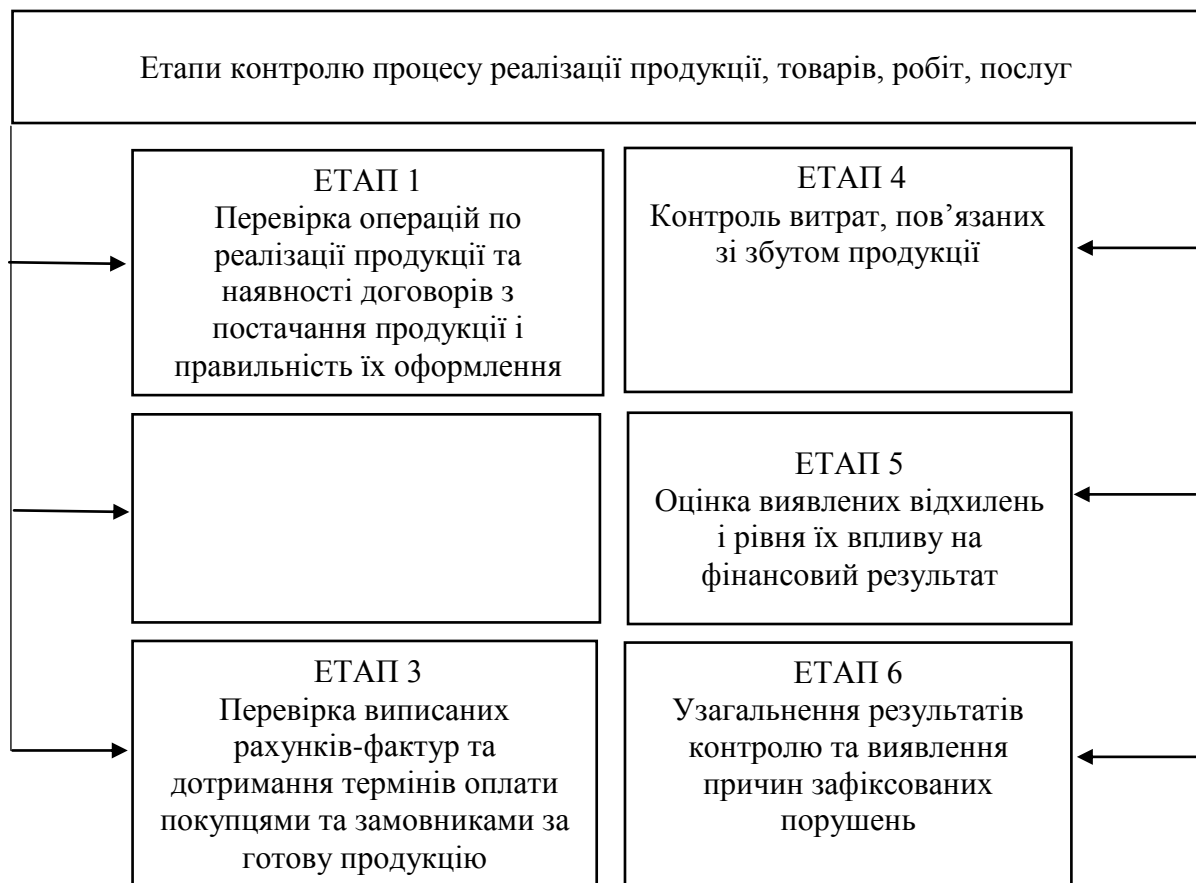 Етапи контролю процесу реалізації продукції, товарів, робіт, послуг
ЕТАП 1
Перевірка операцій по
реалізації продукції та
наявності договорів з
постачання продукції і
правильність їх оформлення
ЕТАП 3
Перевірка виписаних
рахунків-фактур та
дотримання термінів оплати
покупцями та замовниками за
готову продукцію
ЕТАП 4
Контроль витрат, пов’язаних
зі збутом продукції
ЕТАП 5
Оцінка виявлених відхилень
і рівня їх впливу на
фінансовий результат
ЕТАП 6
Узагальнення результатів
контролю та виявлення
причин зафіксованих
порушень